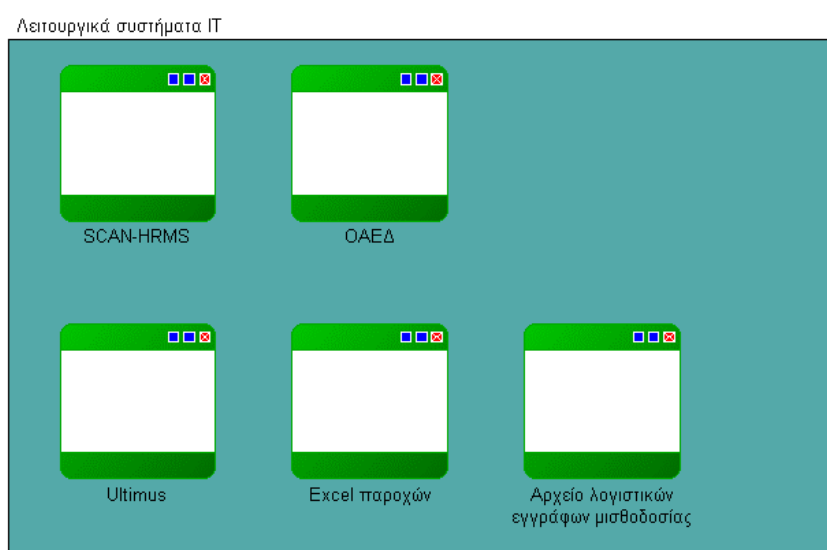 Λειτουργικά συστήματα IT
SCAN-HRMS
ΟΑΕΔ
Ultimus
Excel παροχών
Αρχείο λογιστικών
εγγράφων μισθοδοσίας